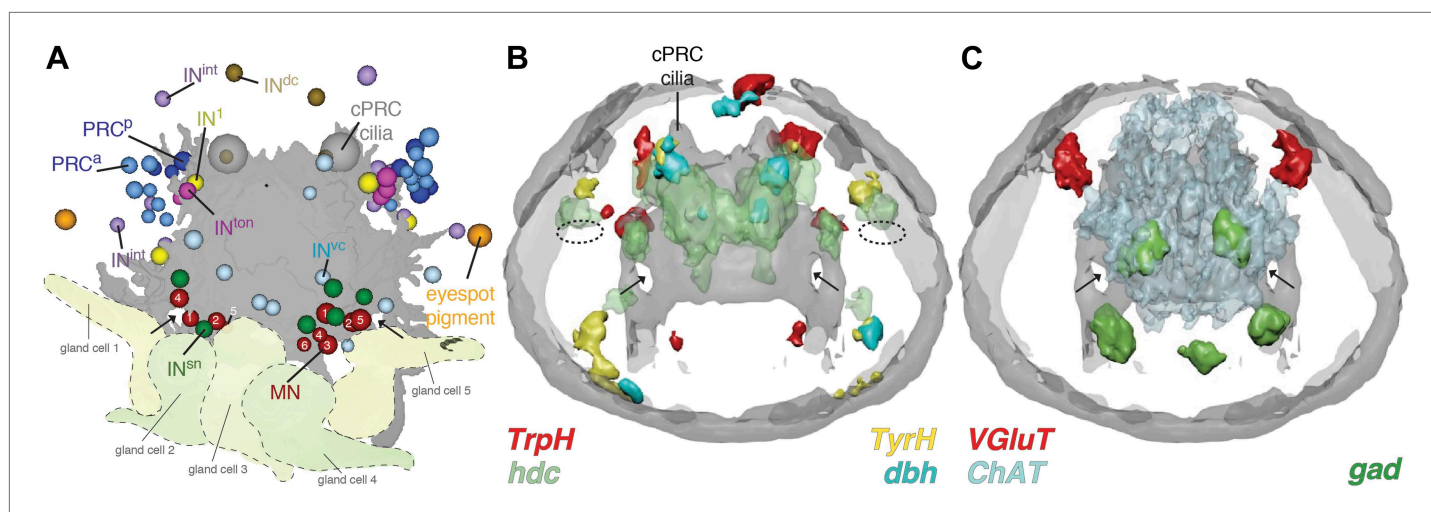 A
B
C
IN^int
IN^dc
cPRC
cilia
PRC^p
IN^1
PRC^a
IN^ton
IN^int
IN^vc
eyespot
pigment
4
1
2
5
1
2
5
4
6
3
gland cell 1
IN^sn
MN
gland cell 5
gland cell 2
gland cell 3
gland cell 4
cPRC
cilia
TrpH
hdc
TyrH
dbh
VGluT
ChAT
gad